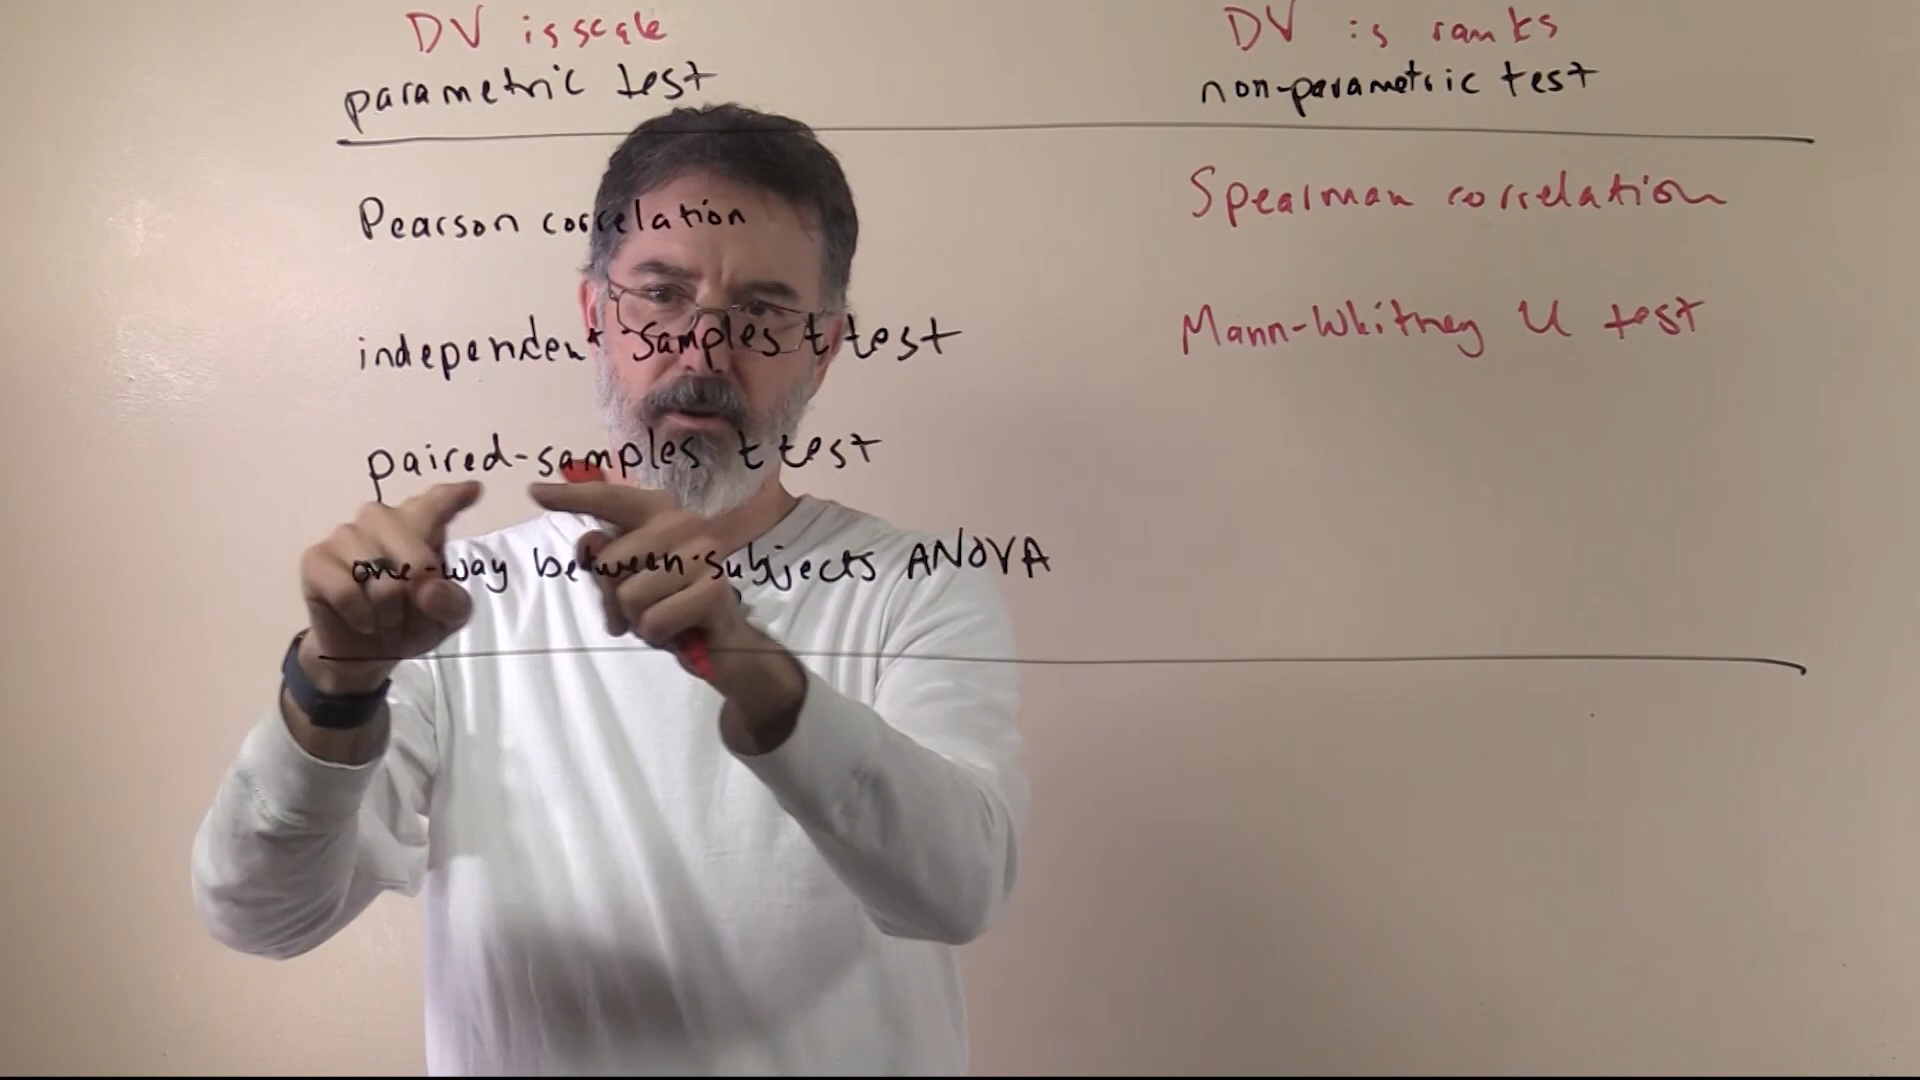 DV is scale
parametric test
DV is ranks
non-parametric test
Pearson correlation
Spearman correlation
independent samples t test
Mann-Whitney U test
paired-samples t test
one-way between-subjects ANOVA